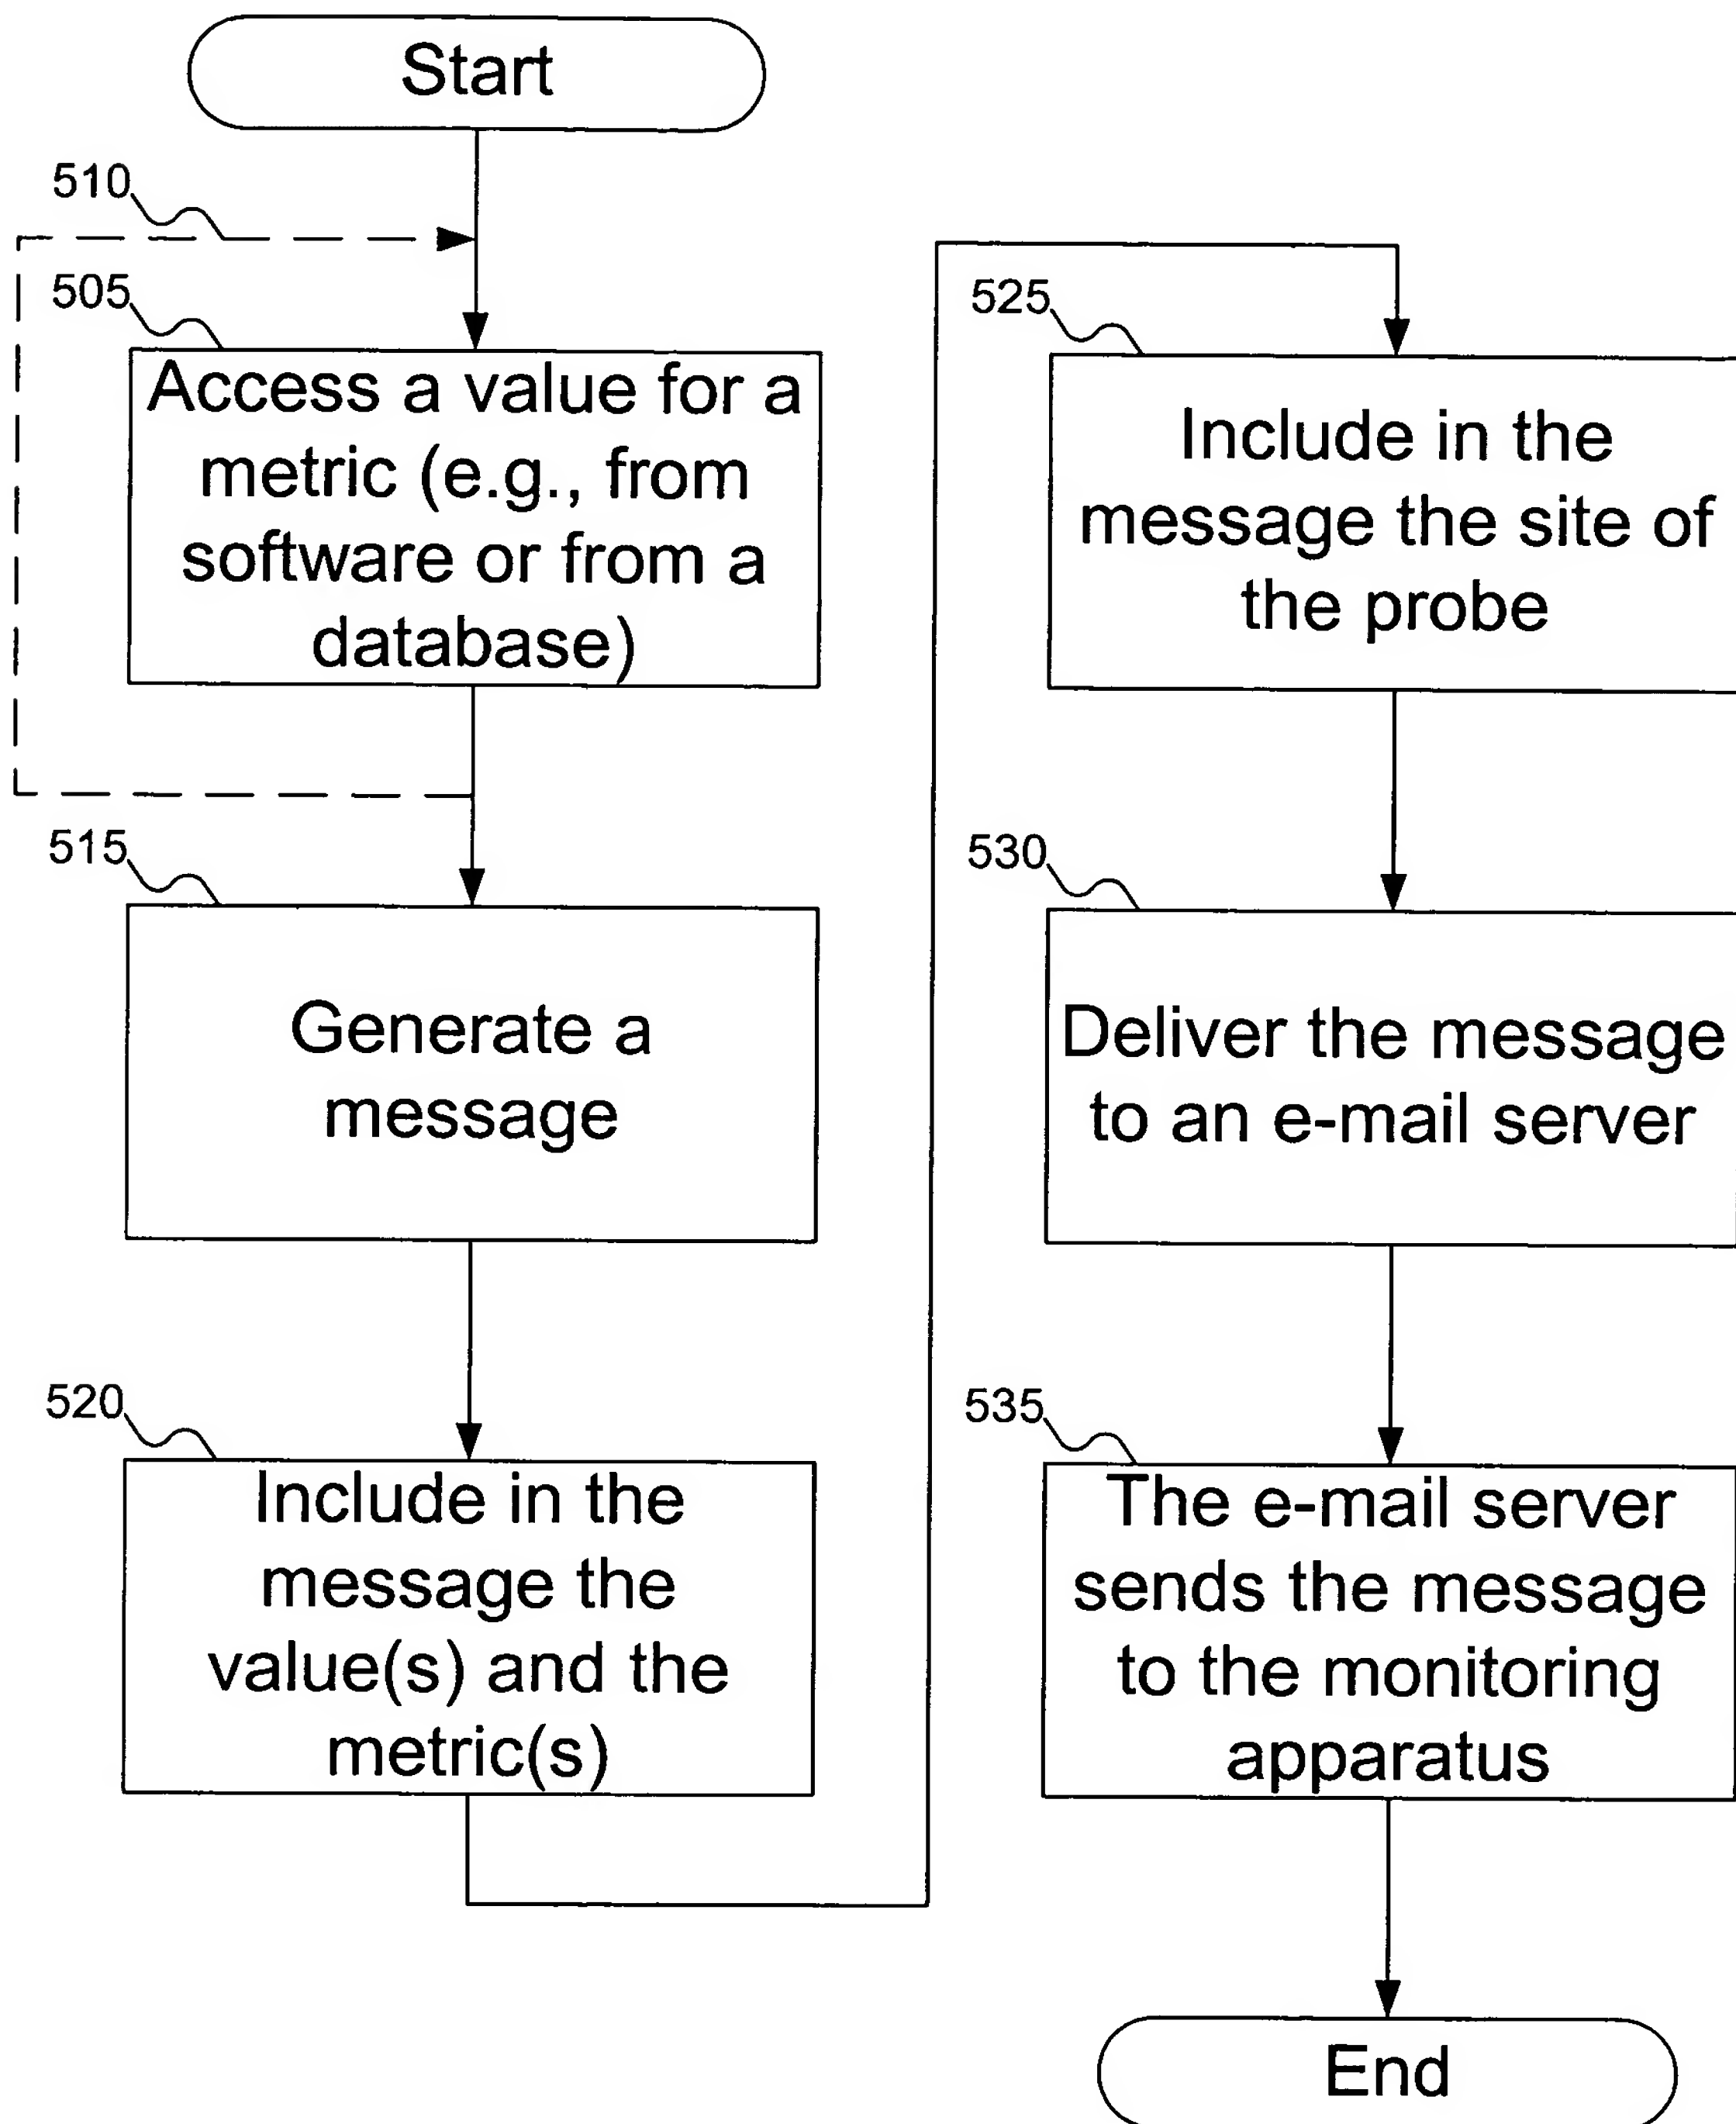 Start
510
505
Access a value for a
metric (e.g., from
software or from a
database)
515
Generate a
message
520
Include in the
message the
value(s) and the
metric(s)
525
Include in the
message the site of
the probe
530
Deliver the message
to an e-mail server
535
The e-mail server
sends the message
to the monitoring
apparatus
End